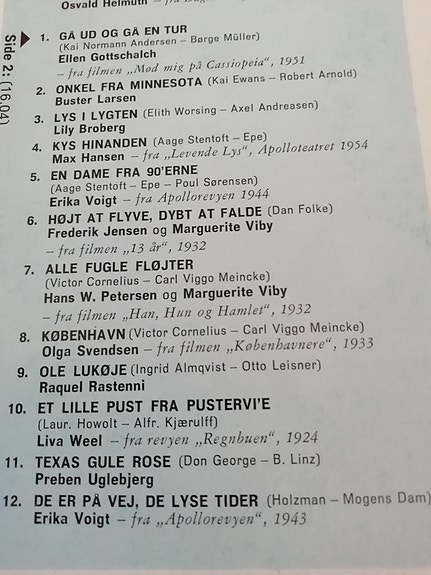 Osvald Helmuth – fra
Side 2: (16.04)
1. GÅ UD OG GÅ EN TUR
(Kai Normann Andersen – Børge Müller)
Ellen Gottschalch
– fra filmen „Mød mig på Cassiopeia", 1951
2. ONKEL FRA MINNESOTA (Kai Ewans – Robert Arnold)
Buster Larsen
3. LYS I LYGTEN (Elith Worsing – Axel Andreasen)
Lily Broberg
4. KYS HINANDEN (Aage Stentoft – Epe)
Max Hansen – fra „Levende Lys", Apolloteatret 1954
5. EN DAME FRA 90'ERNE
(Aage Stentoft – Epe – Poul Sørensen)
Erika Voigt – fra Apollorevyen 1944
6. HØJT AT FLYVE, DYBT AT FALDE (Dan Folke)
Frederik Jensen og Marguerite Viby
– fra filmen „13 år", 1932
7. ALLE FUGLE FLØJTER
(Victor Cornelius – Carl Viggo Meincke)
Hans W. Petersen og Marguerite Viby
– fra filmen „Han, Hun og Hamlet", 1932
8. KØBENHAVN (Victor Cornelius – Carl Viggo Meincke)
Olga Svendsen – fra filmen „Københavnere", 1933
9. OLE LUKØJE (Ingrid Almqvist – Otto Leisner)
Raquel Rastenni
10. ET LILLE PUST FRA PUSTERVI'E
(Laur. Howolt – Alfr. Kjærulff)
Liva Weel – fra revyen „Regnbuen", 1924
11. TEXAS GULE ROSE (Don George – B. Linz)
Preben Uglebjerg
12. DE ER PÅ VEJ, DE LYSE TIDER (Holzman – Mogens Dam)
Erika Voigt – fra „Apollorevyen", 1943